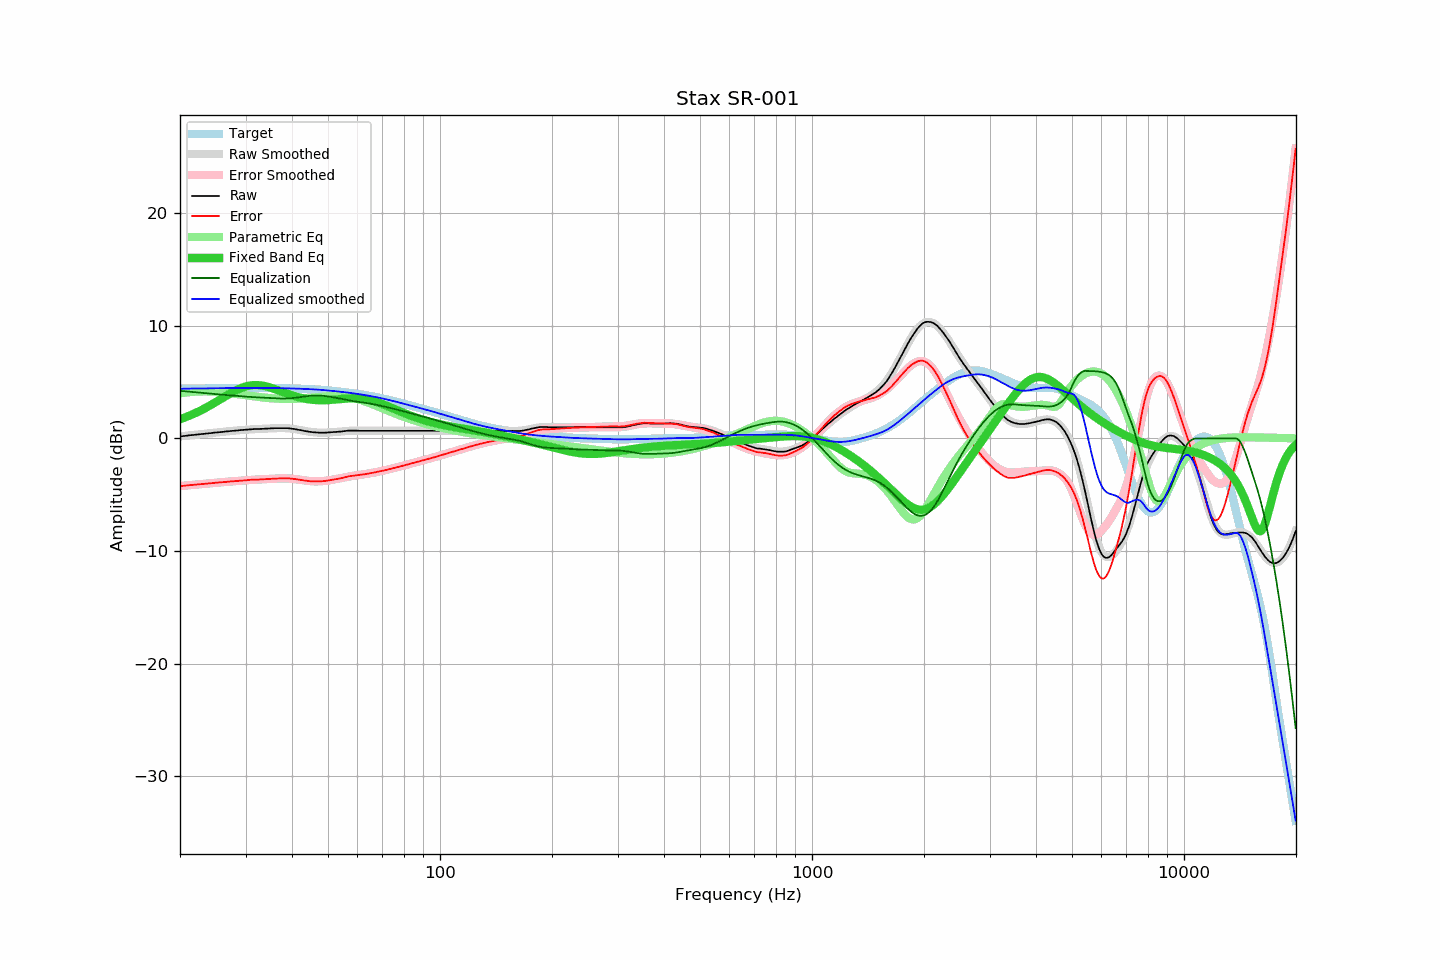 Stax SR-001
Target
Raw Smoothed
Error Smoothed
Raw
Error
Parametric Eq
Fixed Band Eq
Equalization
Equalized smoothed
20
10
0
−10
−20
−30
Amplitude (dBr)
100
1000
10000
Frequency (Hz)